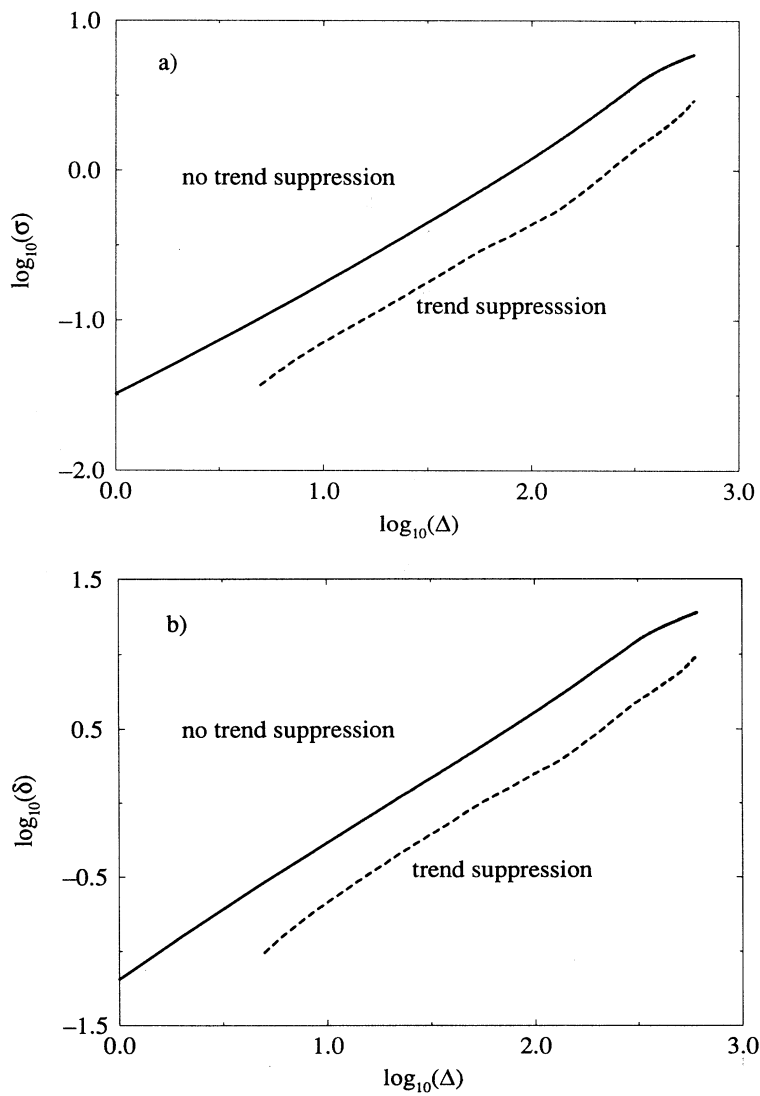 1.0
a)
0.0
no trend suppression
log10(σ)
trend suppresssion
−1.0
−2.0
0.0 1.0 2.0 3.0
log10(Δ)
1.5
b)
0.5
no trend suppression
log10(δ)
trend suppression
−0.5
−1.5
0.0 1.0 2.0 3.0
log10(Δ)